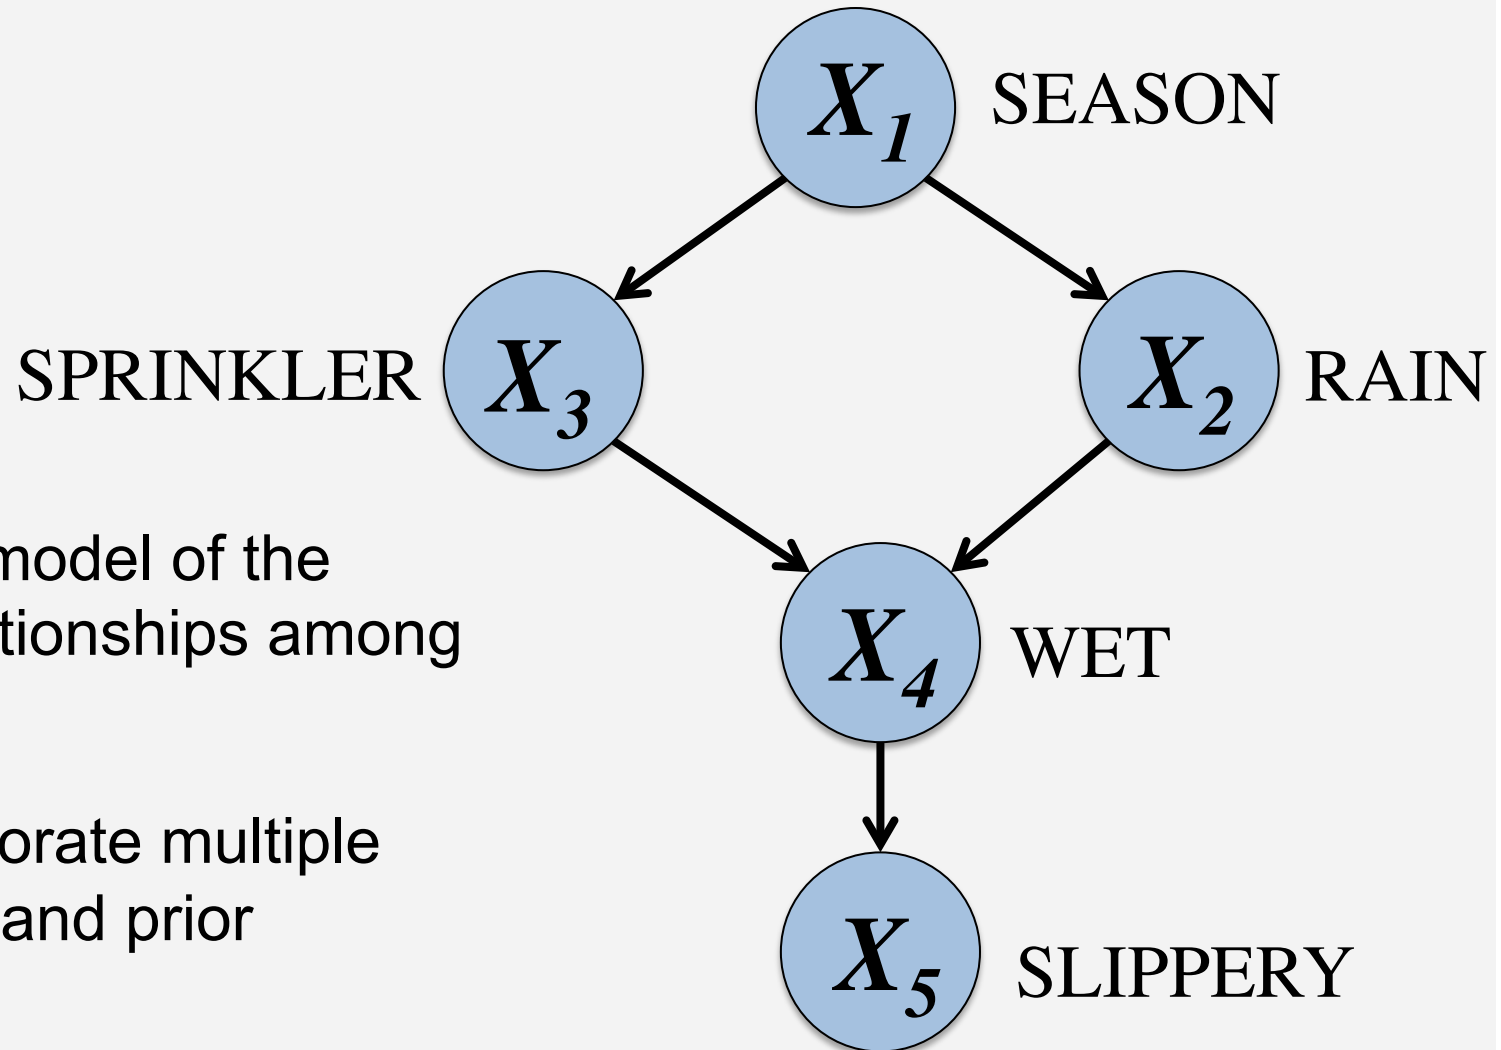 X1 SEASON
SPRINKLER X3 X2 RAIN
model of the
tionships among
X4 WET
orate multiple
and prior
X5 SLIPPERY